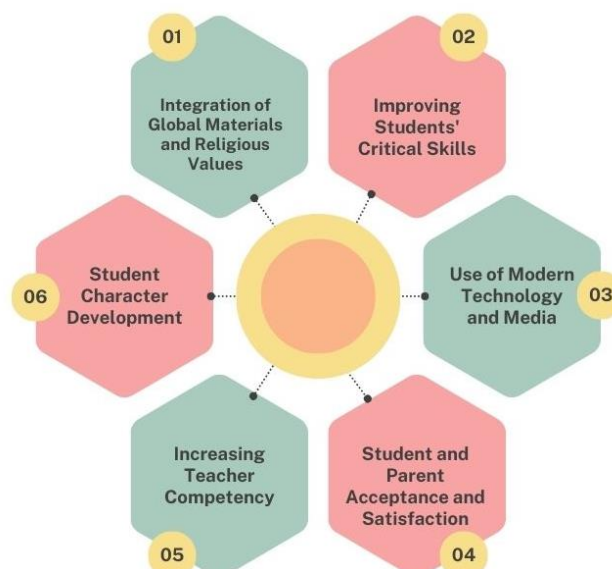 01
Integration of
Global Materials
and Religious
Values
02
Improving
Students'
Critical Skills
03
Use of Modern
Technology
and Media
04
Student and
Parent
Acceptance and
Satisfaction
05
Increasing
Teacher
Competency
06
Student
Character
Development